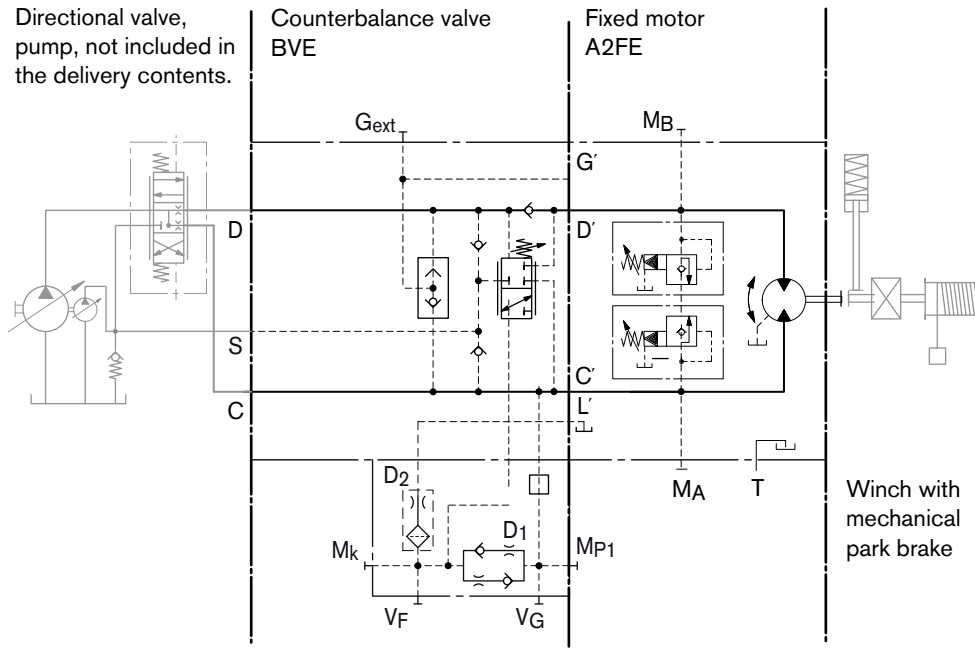 Directional valve,
pump, not included in
the delivery contents.
Counterbalance valve
BVE
Fixed motor
A2FE
Gext
MB
G′
D
D′
S
C′
C
L′
D2
MA
T
Winch with
mechanical
park brake
D1
Mk
MP1
VF
VG